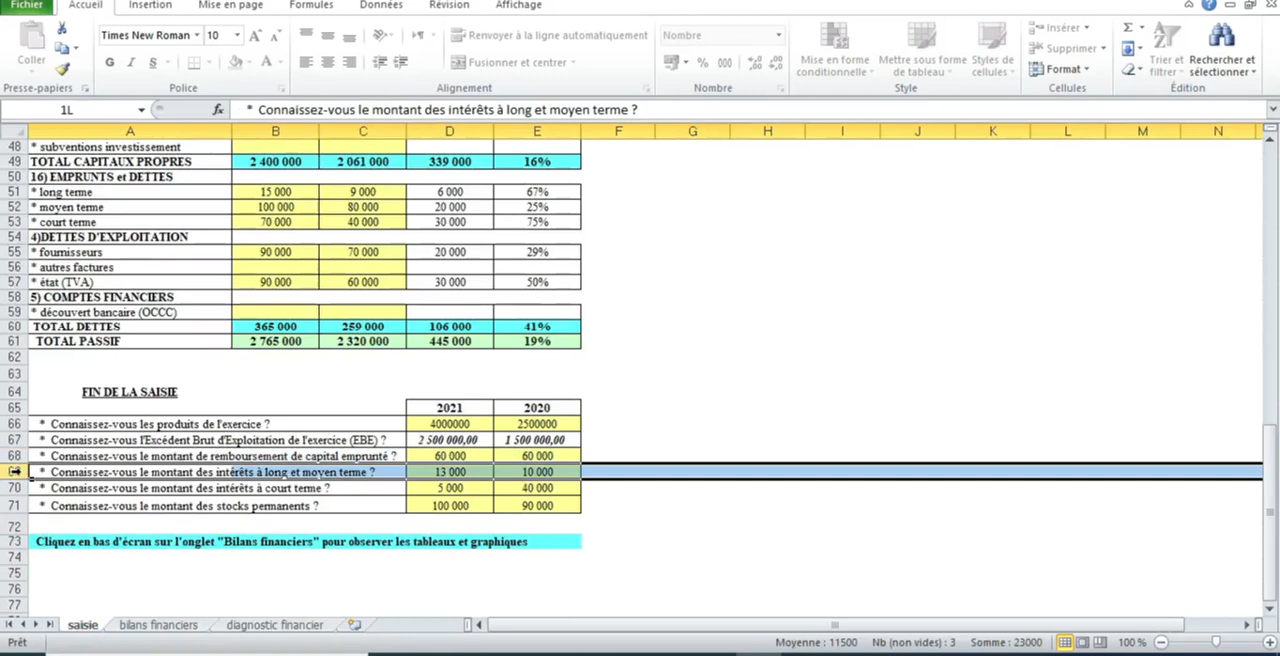 Fichier Accueil Insertion Mise en page Formules Données Révision Affichage
Times New Roman 10 Renvoyer à la ligne automatiquement Nombre Insérer Σ
Coller G I S A Fusionner et centrer % 000 Mise en forme conditionnelle Mettre sous forme de tableau Styles de cellules Supprimer Format Trier et filtrer Rechercher et sélectionner
Presse-papiers Police Alignement Nombre Style Cellules Édition
1L fx * Connaissez-vous le montant des intérêts à long et moyen terme ?
A B C D E F G H I J K L M N
48 * subventions investissement
49 TOTAL CAPITAUX PROPRES 2 400 000 2 061 000 339 000 16%
50 16) EMPRUNTS et DETTES
51 * long terme 15 000 9 000 6 000 67%
52 * moyen terme 100 000 80 000 20 000 25%
53 * court terme 70 000 40 000 30 000 75%
54 4)DETTES D'EXPLOITATION
55 * fournisseurs 90 000 70 000 20 000 29%
56 * autres factures
57 * état (TVA) 90 000 60 000 30 000 50%
58 5) COMPTES FINANCIERS
59 * découvert bancaire (OCCC)
60 TOTAL DETTES 365 000 259 000 106 000 41%
61 TOTAL PASSIF 2 765 000 2 320 000 445 000 19%
62
63
64 FIN DE LA SAISIE
65 2021 2020
66 * Connaissez-vous les produits de l'exercice ? 4000000 2500000
67 * Connaissez-vous l'Excédent Brut d'Exploitation de l'exercice (EBE) ? 2 500 000,00 1 500 000,00
68 * Connaissez-vous le montant de remboursement de capital emprunté ? 60 000 60 000
* Connaissez-vous le montant des intérêts à long et moyen terme ? 13 000 10 000
70 * Connaissez-vous le montant des intérêts à court terme ? 5 000 40 000
71 * Connaissez-vous le montant des stocks permanents ? 100 000 90 000
72
73 Cliquez en bas d'écran sur l'onglet "Bilans financiers" pour observer les tableaux et graphiques
74
75
76
77
saisie bilans financiers diagnostic financier
Prêt Moyenne : 11500 Nb (non vides) : 3 Somme : 23000 100 %